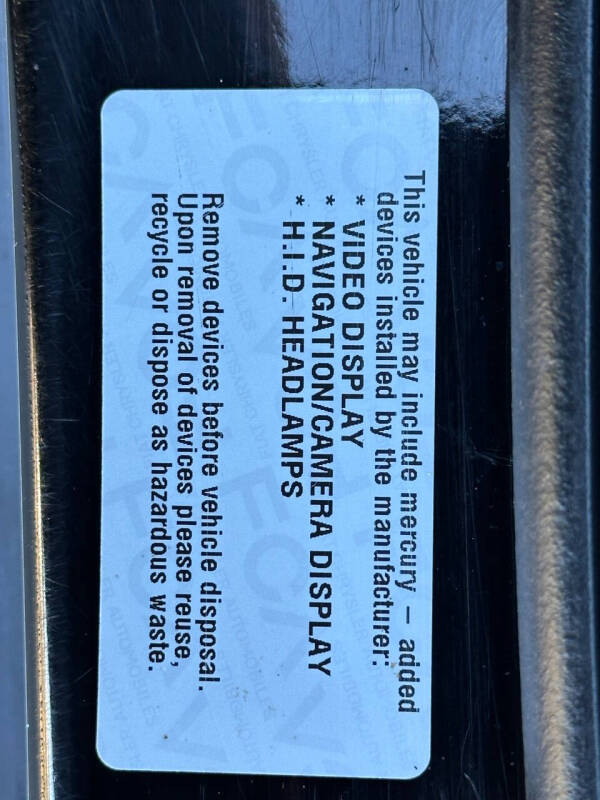 This vehicle may include mercury – added
devices installed by the manufacturer:
* VIDEO DISPLAY
* NAVIGATION/CAMERA DISPLAY
* H.I.D. HEADLAMPS
Remove devices before vehicle disposal.
Upon removal of devices please reuse,
recycle or dispose as hazardous waste.